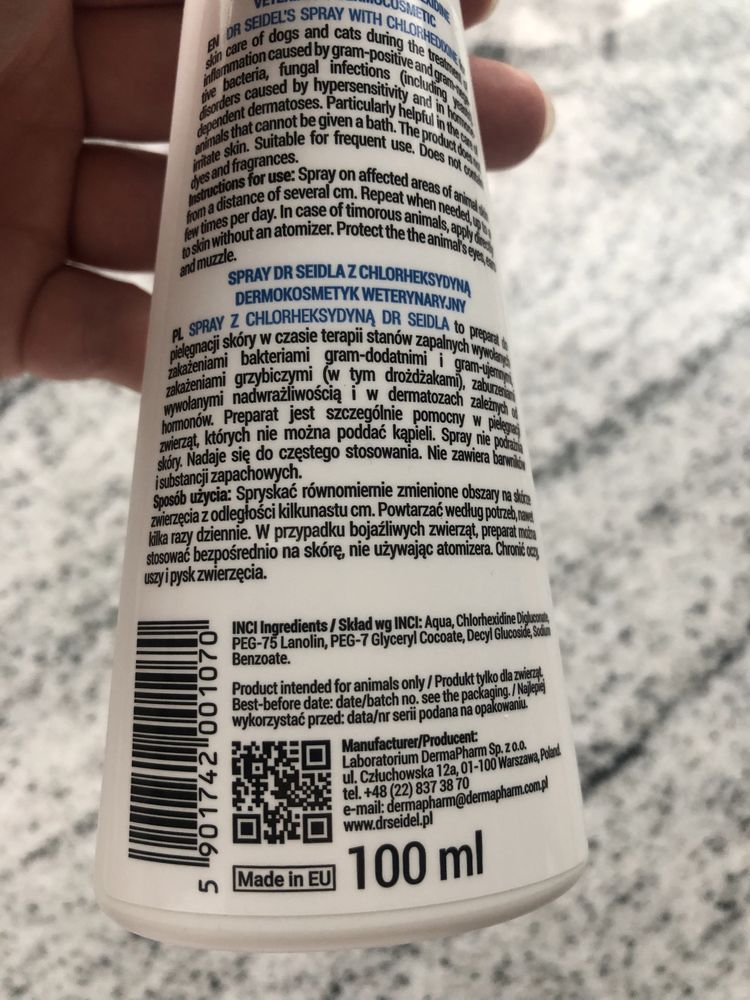 DERMOCOSMETIC
EN DR SEIDEL'S SPRAY WITH CHLORHEXIDINE
skin care of dogs and cats during the treatment of
inflammation caused by gram-positive and gram-nega-
tive bacteria, fungal infections (including yeasts
disorders caused by hypersensitivity and in hormone
dependent dermatoses. Particularly helpful in the care of
animals that cannot be given a bath. The product does not
irritate skin. Suitable for frequent use. Does not contain
dyes and fragrances.
Instructions for use: Spray on affected areas of animal skin
from a distance of several cm. Repeat when needed, up to a
few times per day. In case of timorous animals, apply directly
to skin without an atomizer. Protect the the animal's eyes, ears
and muzzle.
SPRAY DR SEIDLA Z CHLORHEKSYDYNĄ
DERMOKOSMETYK WETERYNARYJNY
PL SPRAY Z CHLORHEKSYDYNĄ DR SEIDLA to preparat do
pielęgnacji skóry w czasie terapii stanów zapalnych wywołanych
zakażeniami bakteriami gram-dodatnimi i gram-ujemnymi,
zakażeniami grzybiczymi (w tym drożdżakami), zaburzeniami
wywołanymi nadwrażliwością i w dermatozach zależnych od
hormonów. Preparat jest szczególnie pomocny w pielęgnacji
zwierząt, których nie można poddać kąpieli. Spray nie podrażnia
skóry. Nadaje się do częstego stosowania. Nie zawiera barwników
i substancji zapachowych.
Sposób użycia: Spryskać równomiernie zmienione obszary na skórze
zwierzęcia z odległości kilkunastu cm. Powtarzać według potrzeb, nawet
kilka razy dziennie. W przypadku bojaźliwych zwierząt, preparat można
stosować bezpośrednio na skórę, nie używając atomizera. Chronić oczy,
uszy i pysk zwierzęcia.
INCI Ingredients / Skład wg INCI: Aqua, Chlorhexidine Digluconate,
PEG-75 Lanolin, PEG-7 Glyceryl Cocoate, Decyl Glucoside, Sodium
Benzoate.
Product intended for animals only / Produkt tylko dla zwierząt.
Best-before date: date/batch no. see the packaging. / Najlepiej
wykorzystać przed: data/nr serii podana na opakowaniu.
Manufacturer/Producent:
Laboratorium DermaPharm Sp. z o.o.
ul. Człuchowska 12a, 01-100 Warszawa, Poland.
tel. +48 (22) 837 38 70
e-mail: dermapharm@dermapharm.com.pl
www.drseidel.pl
5 901742 001070
Made in EU
100 ml